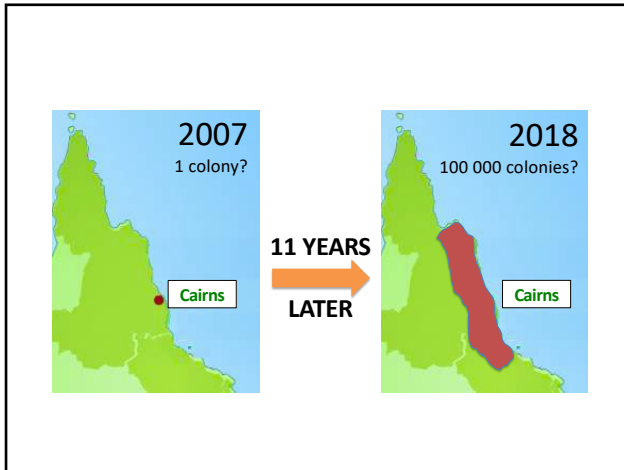 2007
1 colony?
Cairns
11 YEARS
LATER
2018
100 000 colonies?
Cairns